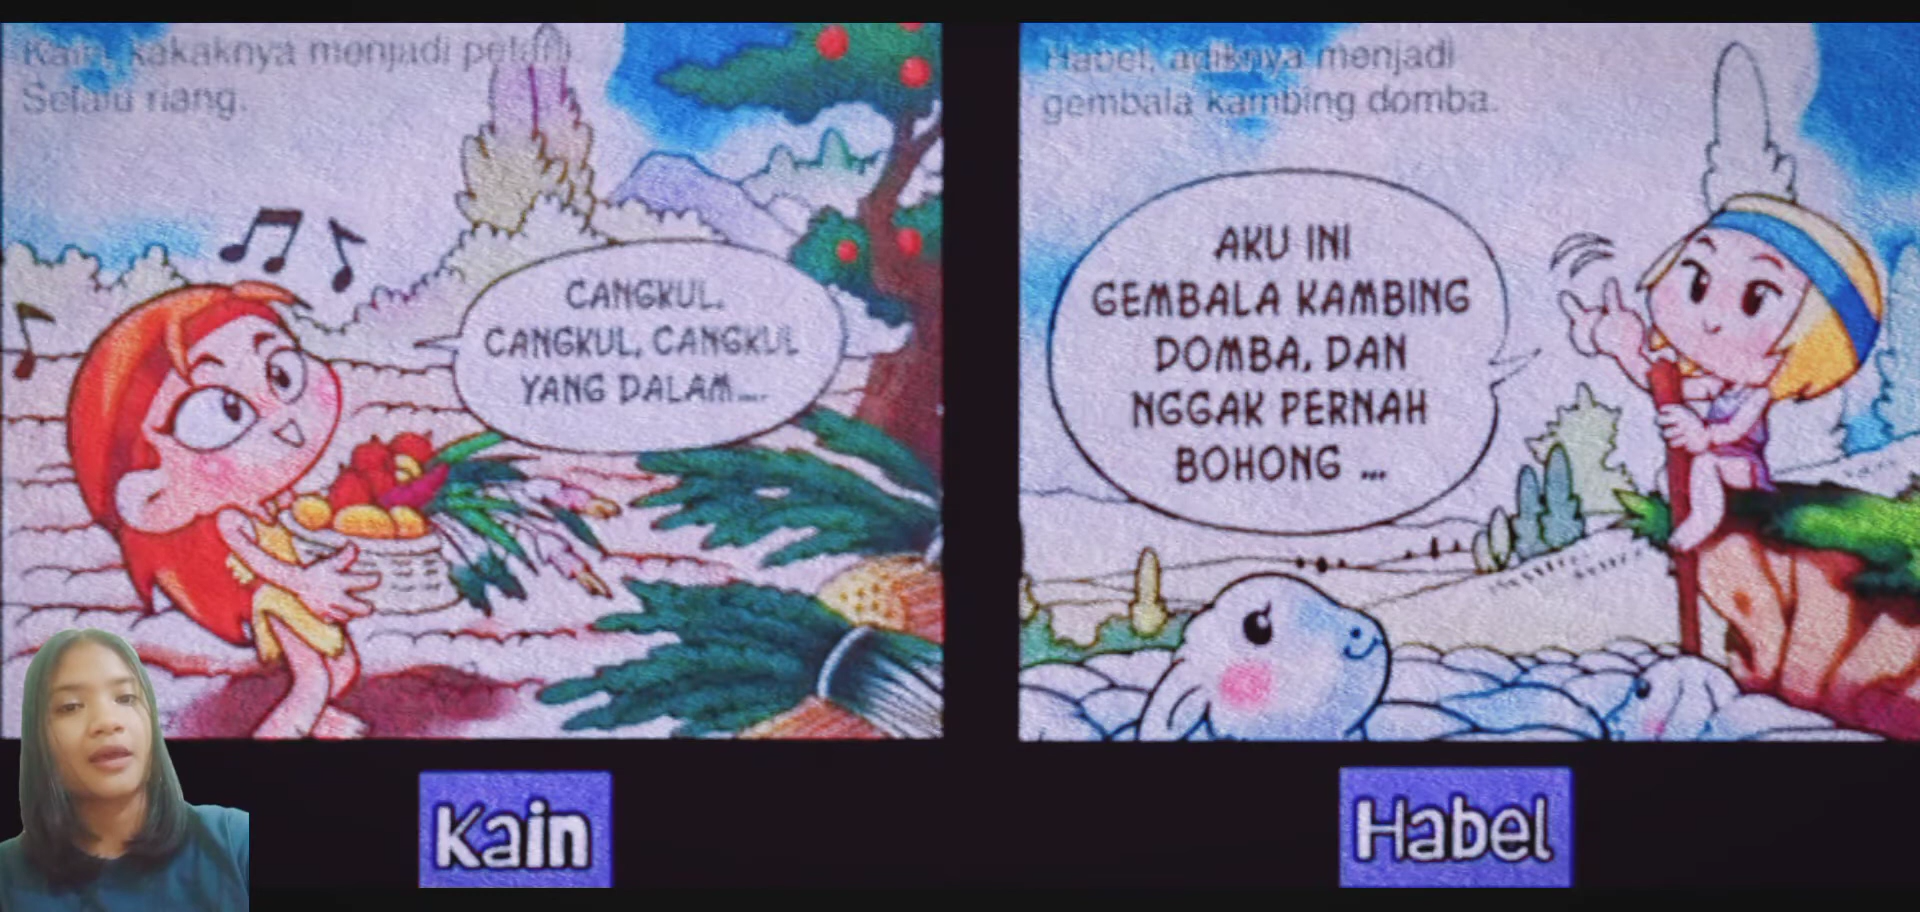 Kain, kakaknya menjadi petani
Selalu riang.
CANGKUL,
CANGKUL, CANGKUL
YANG DALAM....
Kain
Habel, adiknya menjadi
gembala kambing domba.
AKU INI
GEMBALA KAMBING
DOMBA, DAN
NGGAK PERNAH
BOHONG ...
Habel